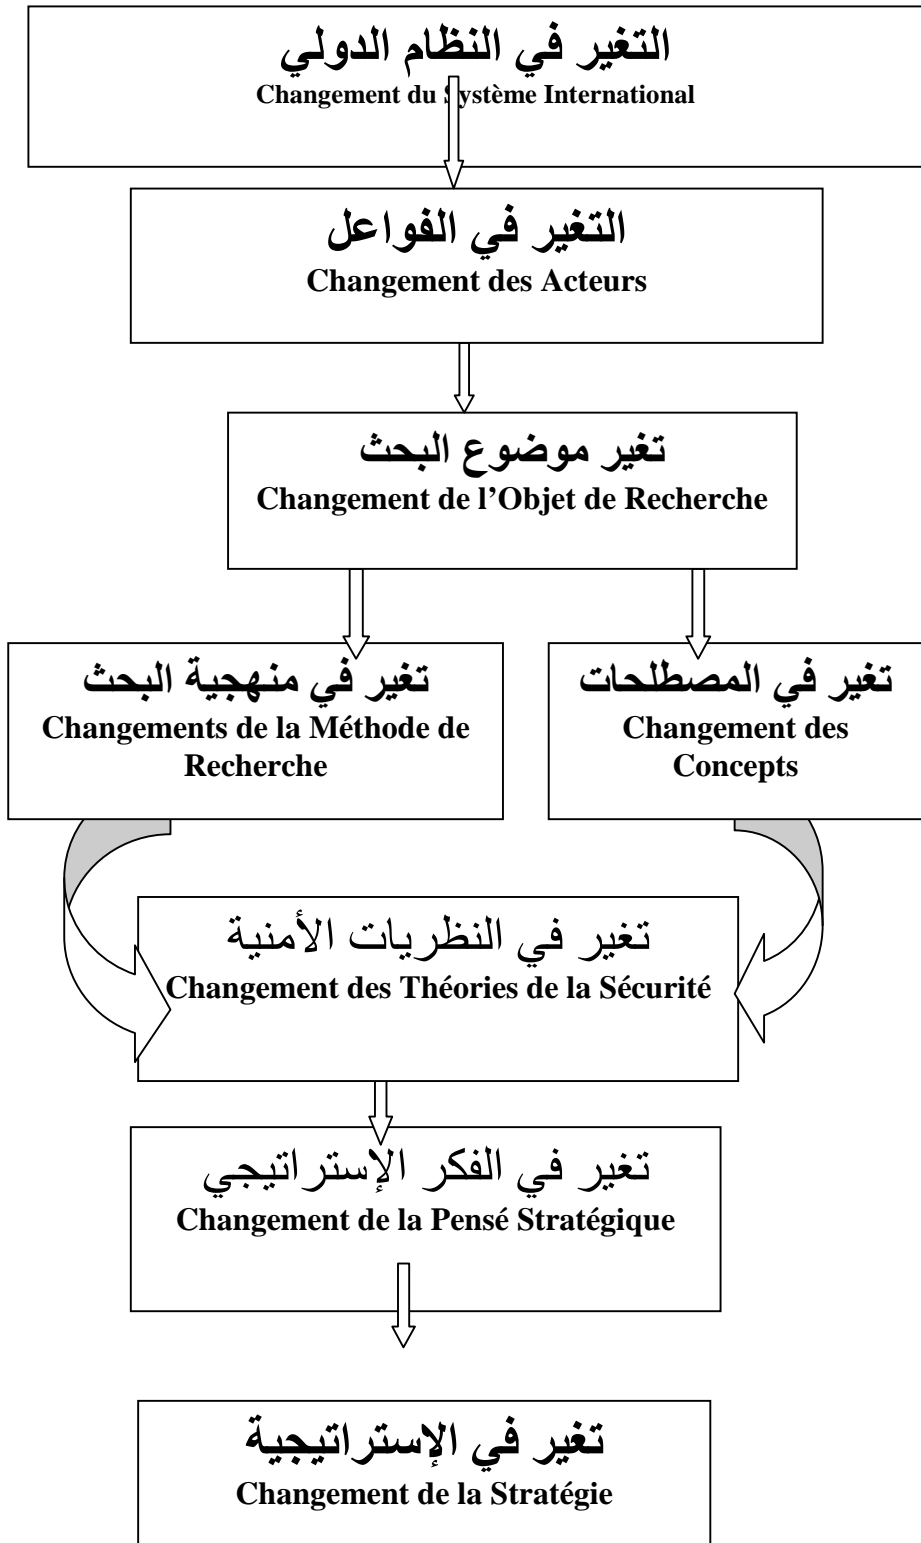 التغير في النظام الدولي
Changement du Système International
التغير في الفواعل
Changement des Acteurs
تغير موضوع البحث
Changement de l’Objet de Recherche
تغير في منهجية البحث
Changements de la Méthode de
Recherche
تغير في المصطلحات
Changement des
Concepts
تغير في النظريات الأمنية
Changement des Théories de la Sécurité
تغير في الفكر الإستراتيجي
Changement de la Pensé Stratégique
تغير في الإستراتيجية
Changement de la Stratégie